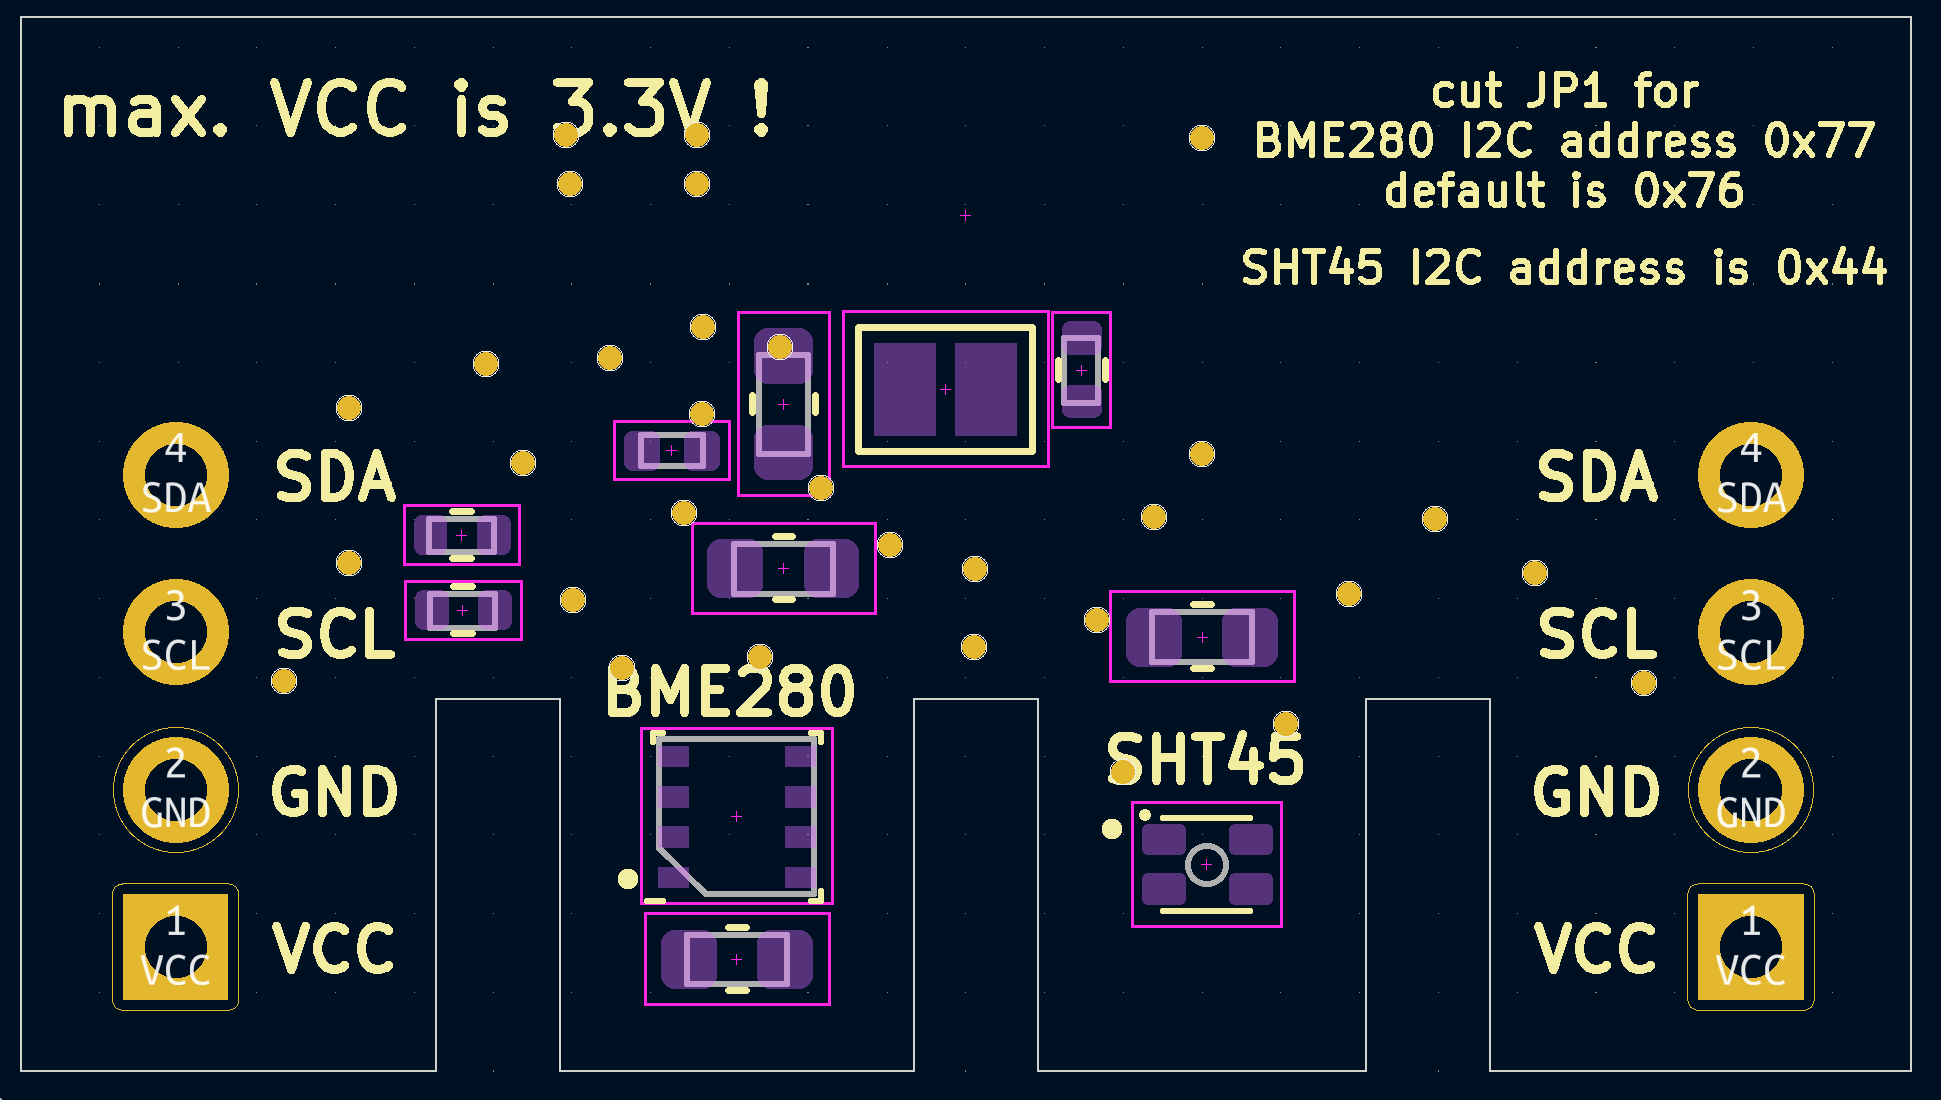 max. VCC is 3.3V !
cut JP1 for
BME280 I2C address 0x77
default is 0x76
SHT45 I2C address is 0x44
4
SDA
SDA
SDA
4
SDA
3
SCL
SCL
SCL
3
SCL
BME280
SHT45
2
GND
GND
GND
2
GND
1
VCC
VCC
VCC
1
VCC